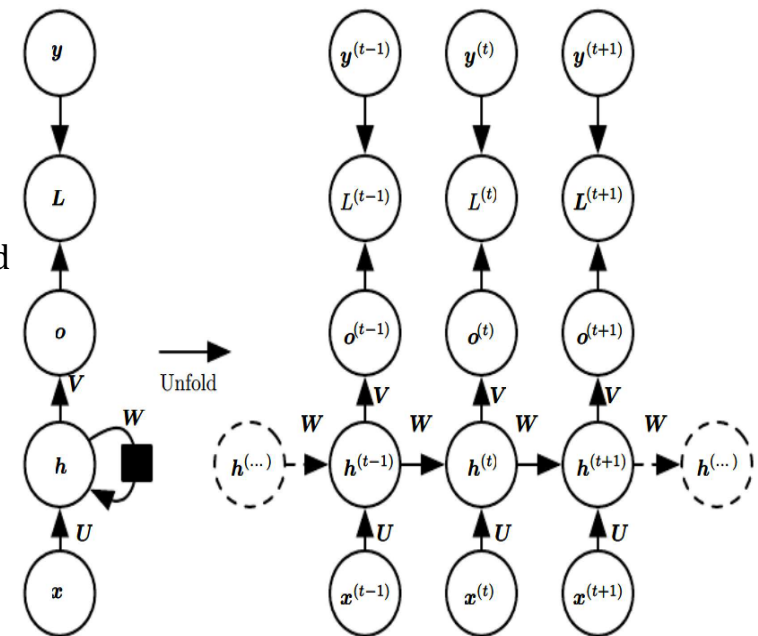 y y^(t−1) y^(t) y^(t+1)
L L^(t−1) L^(t) L^(t+1)
d
o o^(t−1) o^(t) o^(t+1)
Unfold
V V V V
W W W W W
h h^(...) h^(t−1) h^(t) h^(t+1) h^(...)
U U U U
x x^(t−1) x^(t) x^(t+1)